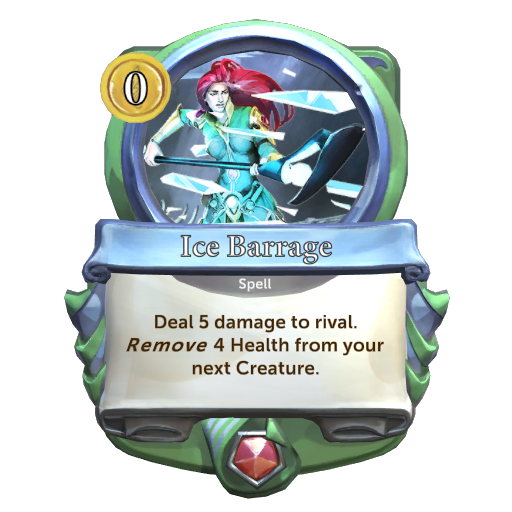 0
Ice Barrage
Spell
Deal 5 damage to rival.
Remove 4 Health from your
next Creature.